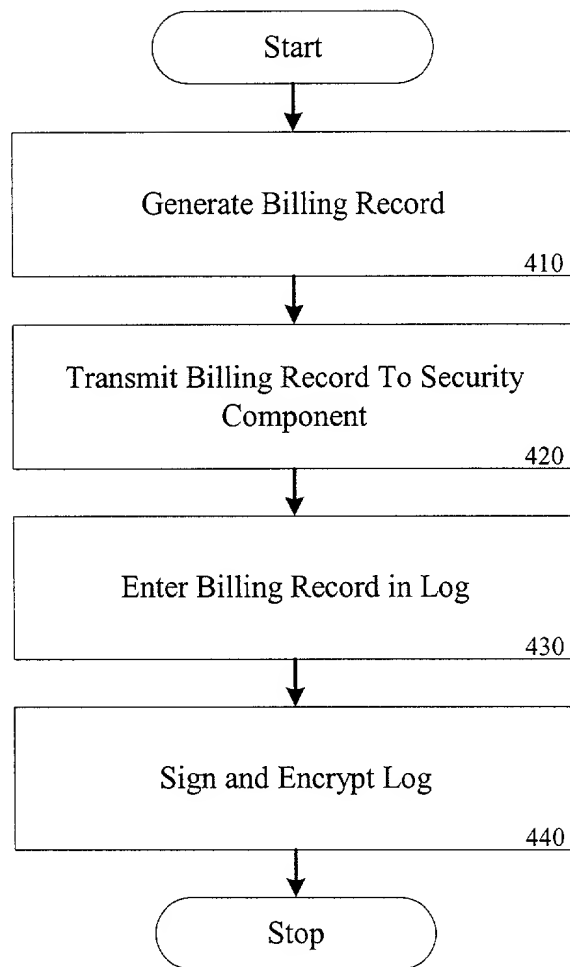 Start
Generate Billing Record
410
Transmit Billing Record To Security
Component
420
Enter Billing Record in Log
430
Sign and Encrypt Log
440
Stop